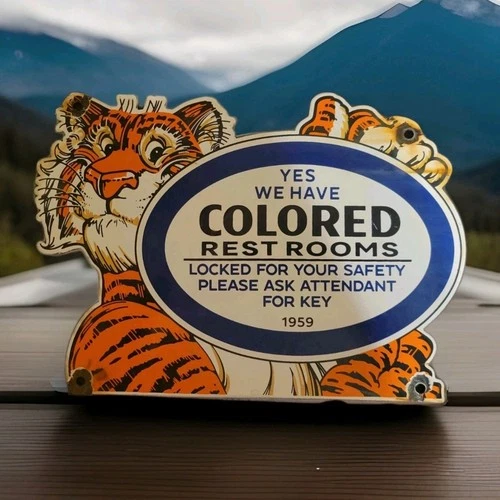 YES
WE HAVE
COLORED
REST ROOMS
LOCKED FOR YOUR SAFETY
PLEASE ASK ATTENDANT
FOR KEY
1959